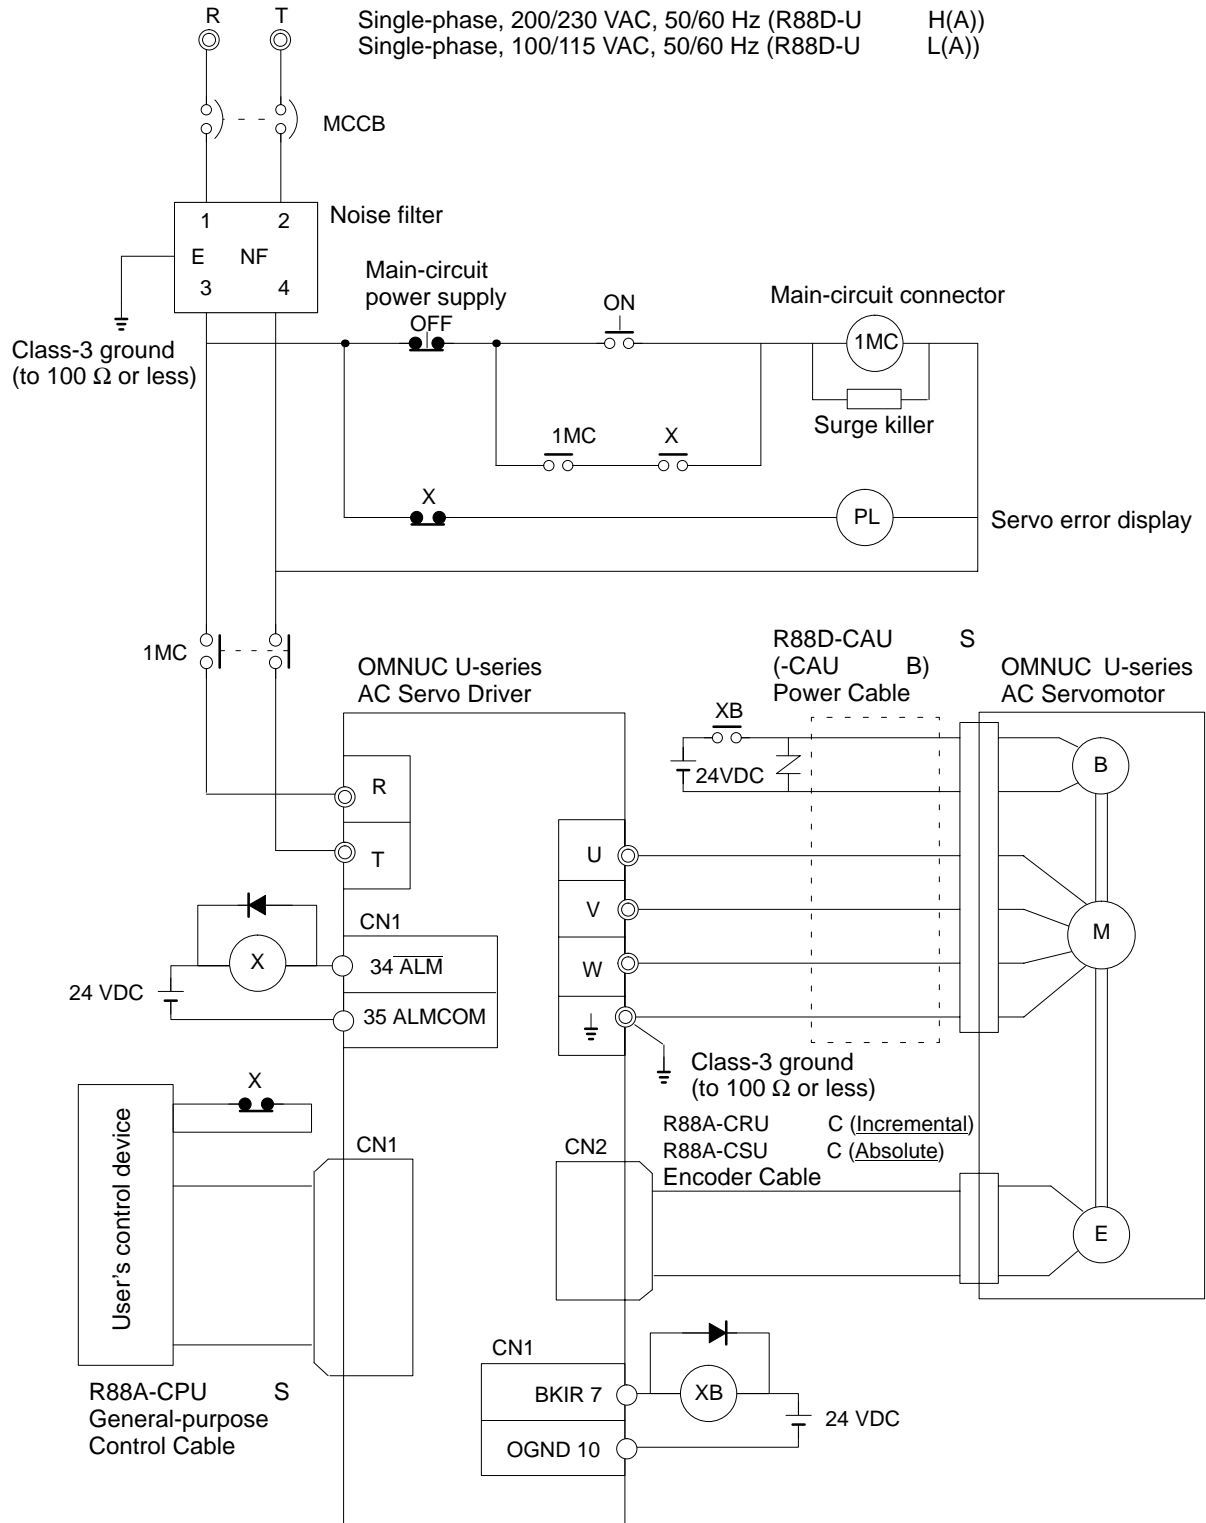 R T
Single-phase, 200/230 VAC, 50/60 Hz (R88D-U H(A))
Single-phase, 100/115 VAC, 50/60 Hz (R88D-U L(A))
MCCB
Noise filter
1 2
E NF
3 4
Class-3 ground
(to 100 Ω or less)
Main-circuit
power supply
OFF
ON
Main-circuit connector
1MC
Surge killer
1MC X
X
PL
Servo error display
1MC
OMNUC U-series
AC Servo Driver
R88D-CAU S
(-CAU B)
Power Cable
OMNUC U-series
AC Servomotor
XB
24VDC
B
R
T
U
V
W
M
CN1
X
34 A̅L̅M̅
24 VDC
35 ALMCOM
Class-3 ground
(to 100 Ω or less)
X
User's control device
CN1
R88A-CRU C (Incremental)
R88A-CSU C (Absolute)
Encoder Cable
CN2
E
R88A-CPU S
General-purpose
Control Cable
CN1
BKIR 7
XB
24 VDC
OGND 10